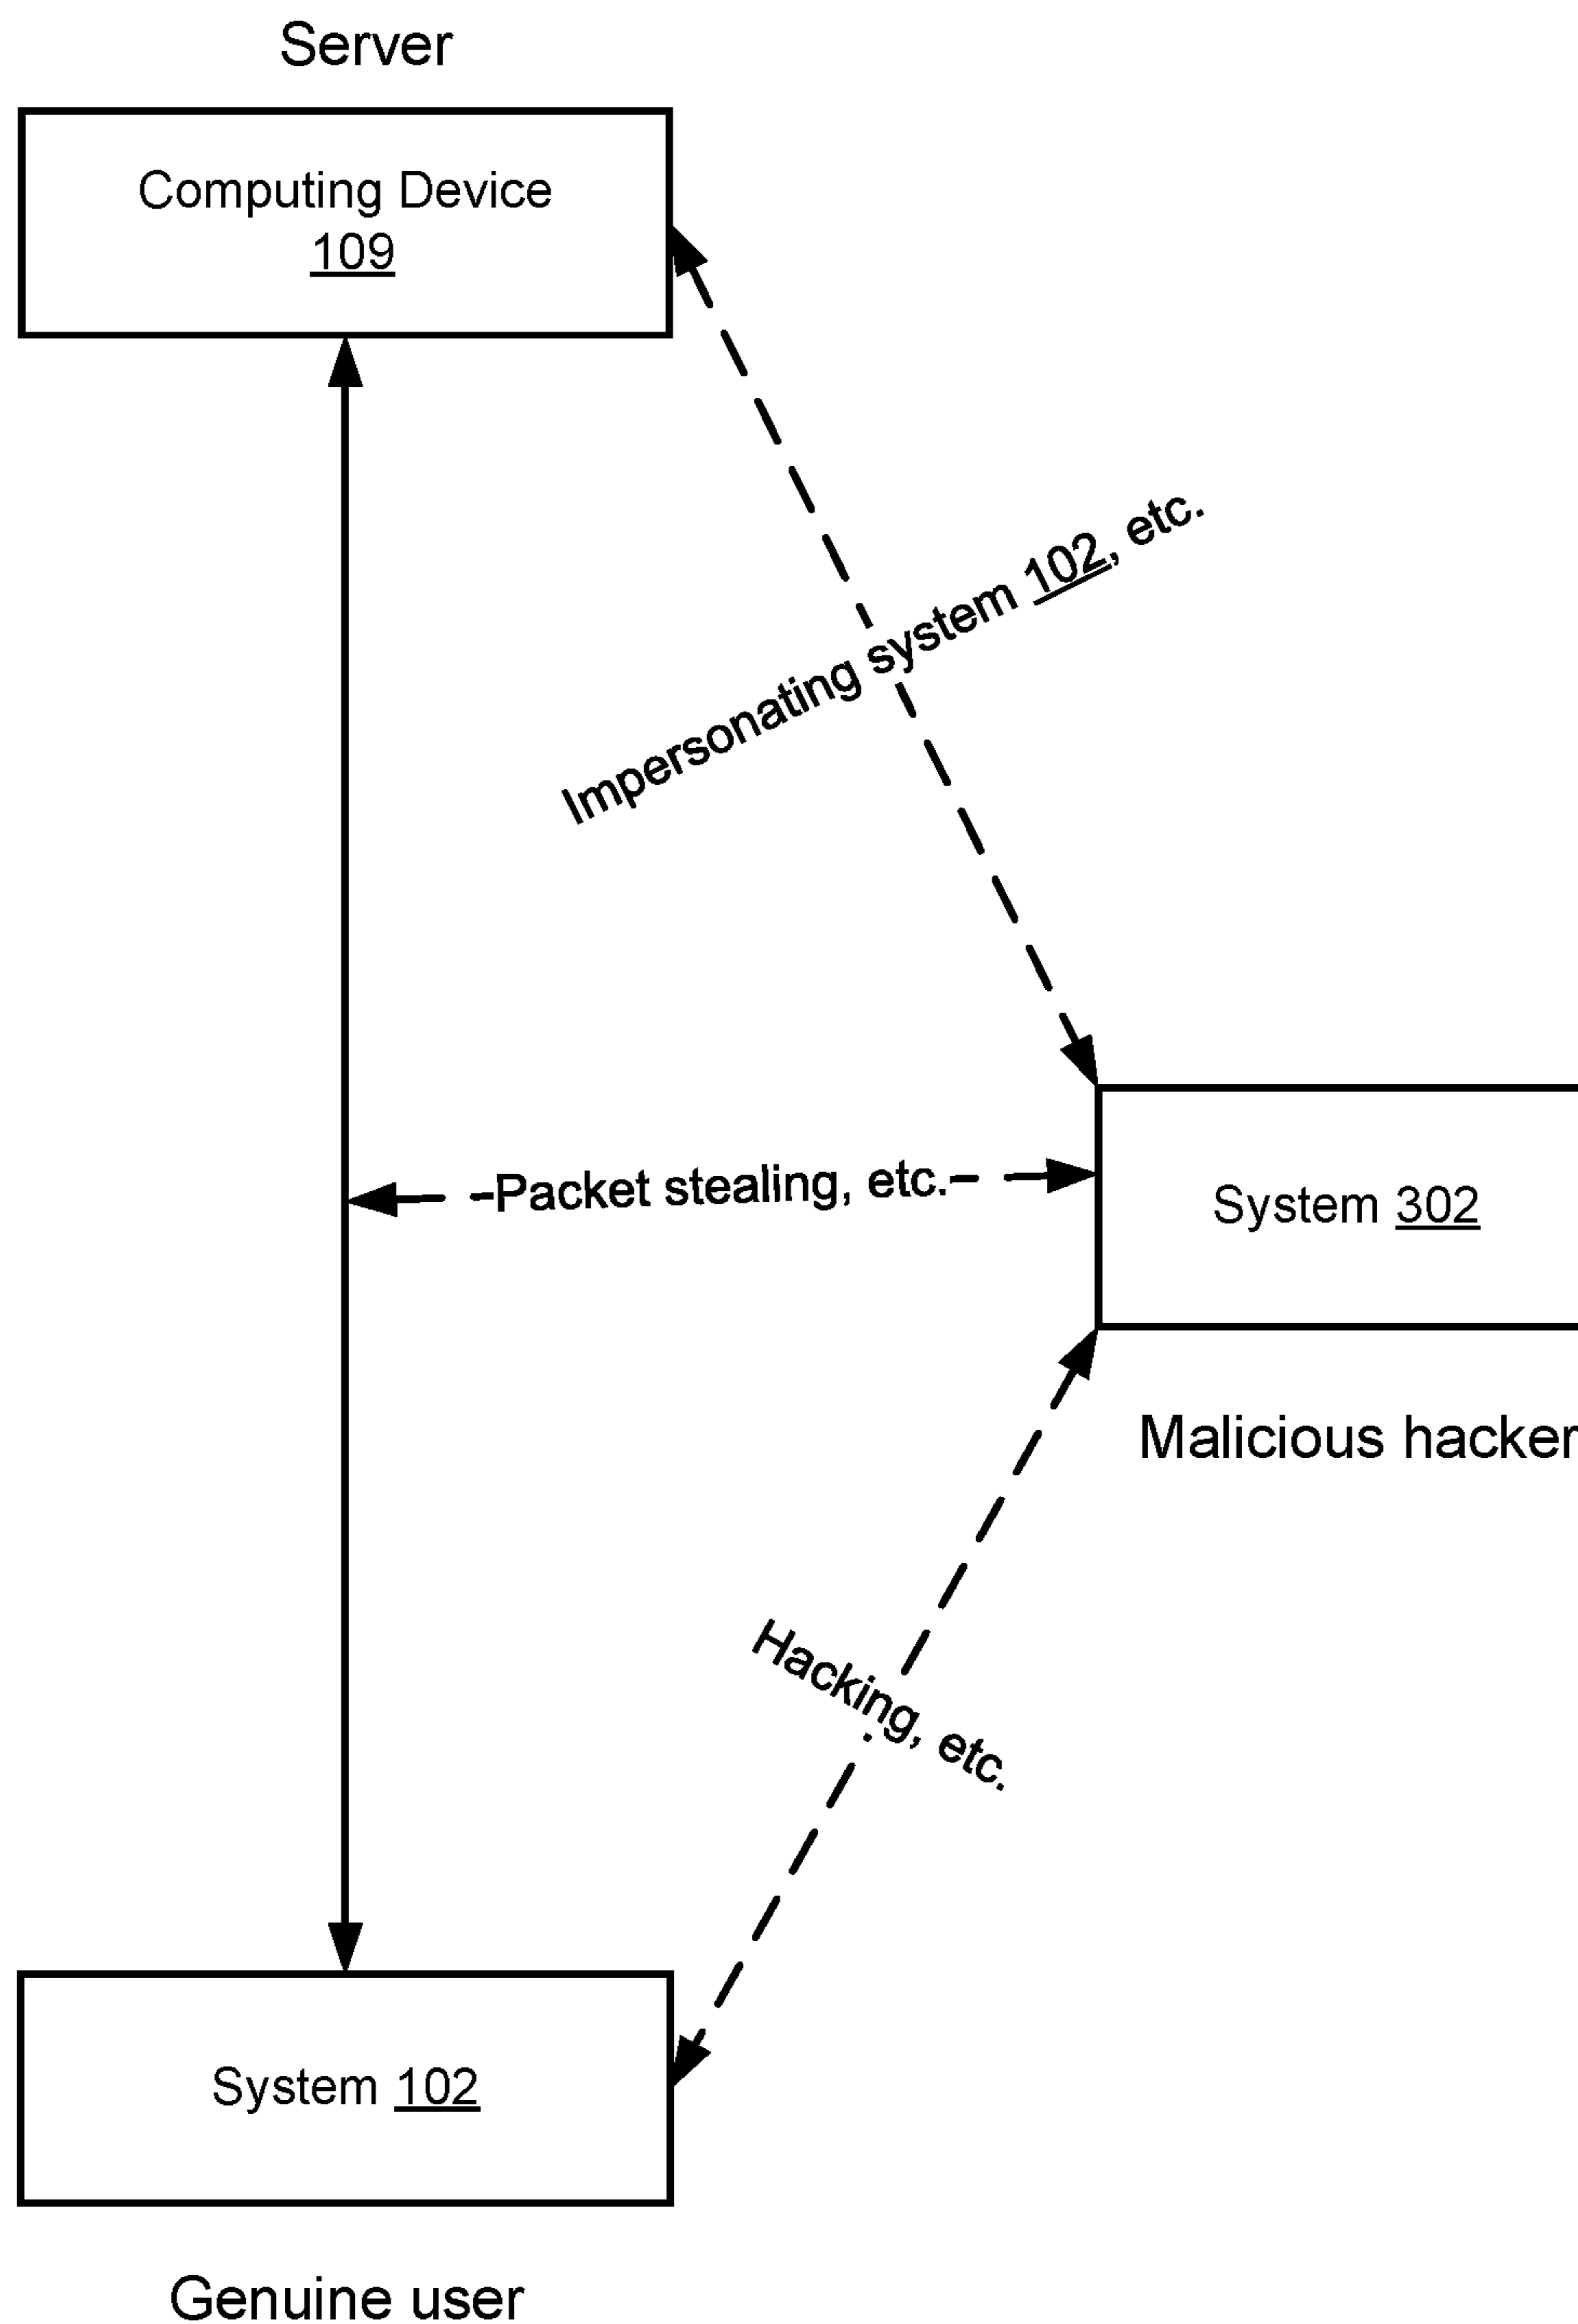 Server
Computing Device
109
Impersonating system 102, etc.
Packet stealing, etc.
System 302
Malicious hacker
Hacking, etc.
System 102
Genuine user